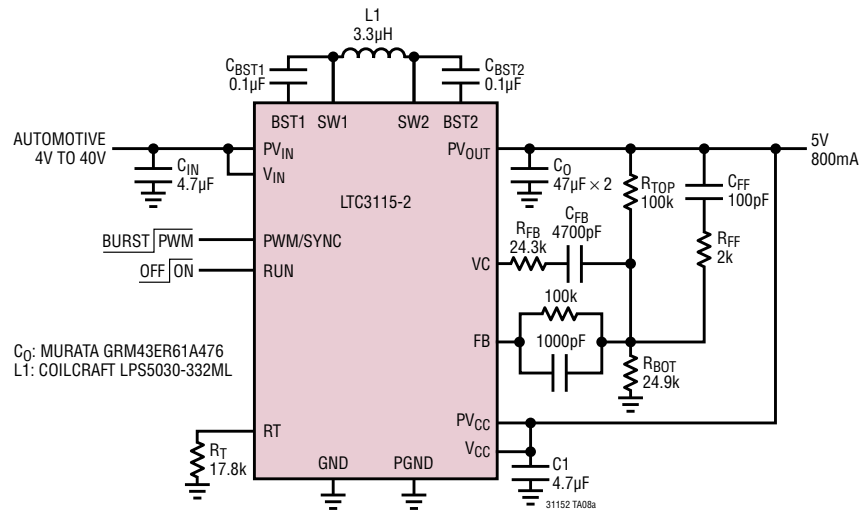 L1
3.3µH
CBST1
0.1µF
CBST2
0.1µF
BST1 SW1 SW2 BST2
AUTOMOTIVE
4V TO 40V
CIN
4.7µF
PVIN
VIN
PVOUT
5V
800mA
LTC3115-2
CO
47µF × 2
RTOP
100k
CFF
100pF
RFF
2k
CFB
4700pF
RFB
24.3k
BURST PWM
PWM/SYNC
VC
OFF ON
RUN
100k
1000pF
FB
RBOT
24.9k
CO: MURATA GRM43ER61A476
L1: COILCRAFT LPS5030-332ML
PVCC
VCC
RT
RT
17.8k
GND PGND
C1
4.7µF
31152 TA08a